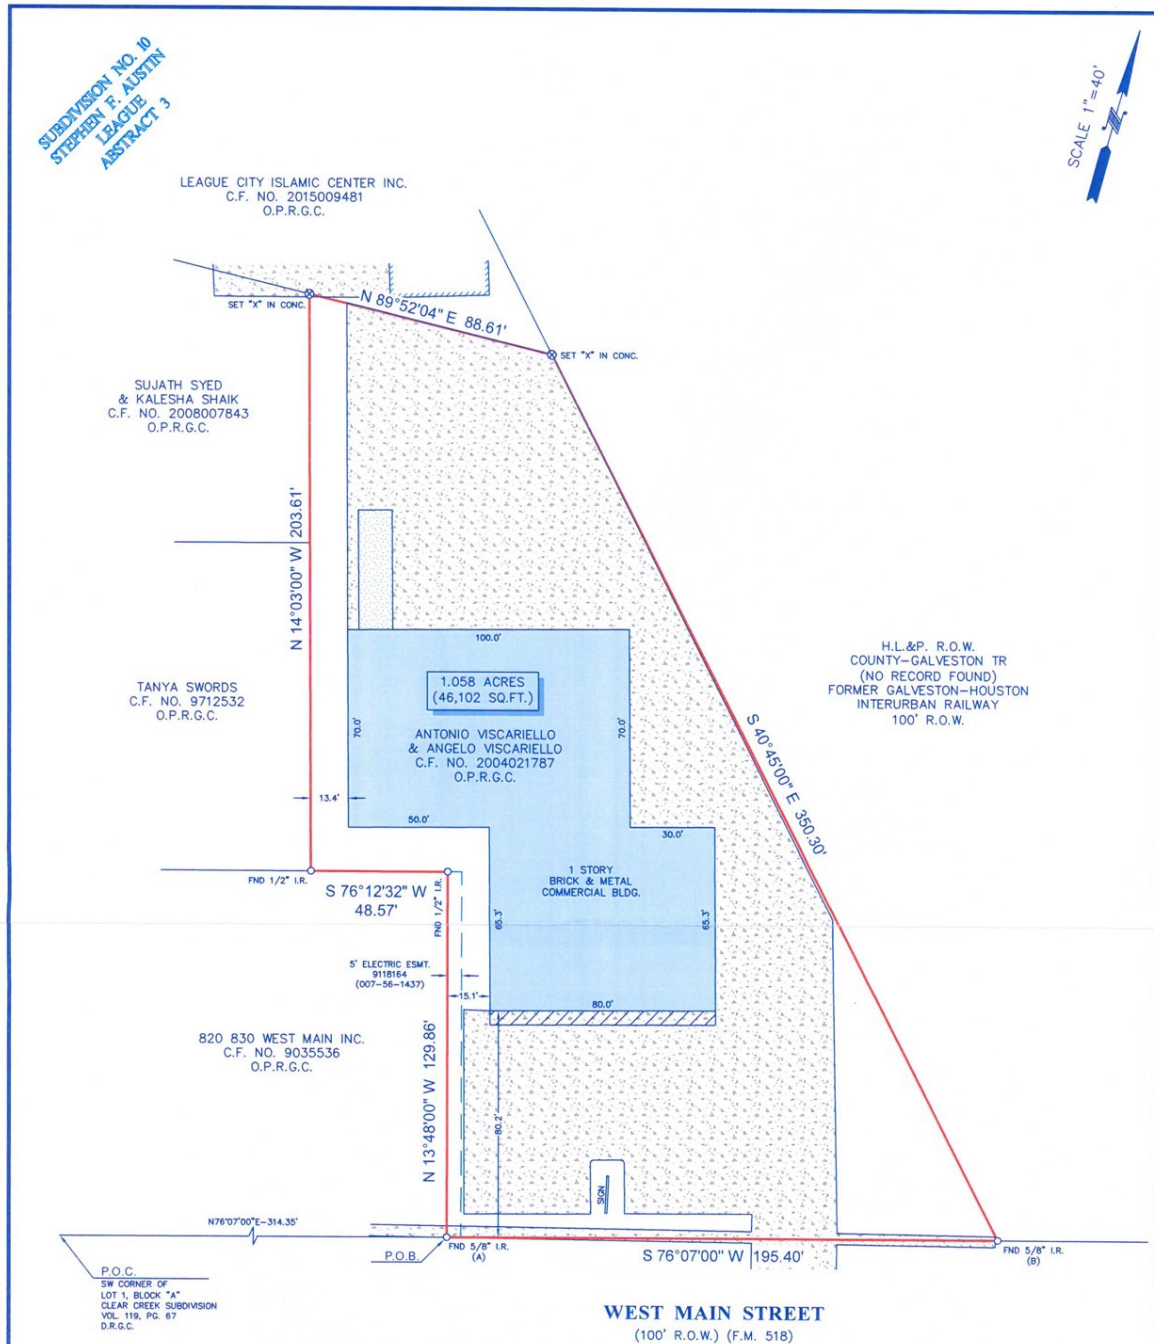 SUBDIVISION NO. 10
STEPHEN F. AUSTIN
LEAGUE
ABSTRACT 3
SCALE 1"=40'
LEAGUE CITY ISLAMIC CENTER INC.
C.F. NO. 2015009481
O.P.R.G.C.
SET "X" IN CONC.
N 89°52'04" E 88.61'
SET "X" IN CONC.
SUJATH SYED
& KALESHA SHAIK
C.F. NO. 2008007843
O.P.R.G.C.
N 14°03'00" W 203.61'
100.0'
1.058 ACRES
(46,102 SQ.FT.)
ANTONIO VISCARIELLO
& ANGELO VISCARIELLO
C.F. NO. 2004021787
O.P.R.G.C.
70.0'
70.0'
H.L.&P. R.O.W.
COUNTY-GALVESTON TR
(NO RECORD FOUND)
FORMER GALVESTON-HOUSTON
INTERURBAN RAILWAY
100' R.O.W.
TANYA SWORDS
C.F. NO. 9712532
O.P.R.G.C.
S 40°45'00" E 350.30'
13.4'
50.0'
30.0'
1 STORY
BRICK & METAL
COMMERCIAL BLDG.
FND 1/2" I.R.
S 76°12'32" W
48.57'
FND 1/2" I.R.
65.3'
65.3'
5' ELECTRIC ESMT.
9118164
(007-56-1437)
15.1'
80.0'
820 830 WEST MAIN INC.
C.F. NO. 9035536
O.P.R.G.C.
N 13°48'00" W 129.86'
80.2'
SIGN
N76°07'00"E-314.35'
P.O.B.
FND 5/8" I.R.
(A)
S 76°07'00" W 195.40'
FND 5/8" I.R.
(B)
P.O.C.
SW CORNER OF
LOT 1, BLOCK "A"
CLEAR CREEK SUBDIVISION
VOL. 119, PG. 67
D.R.G.C.
WEST MAIN STREET
(100' R.O.W.) (F.M. 518)